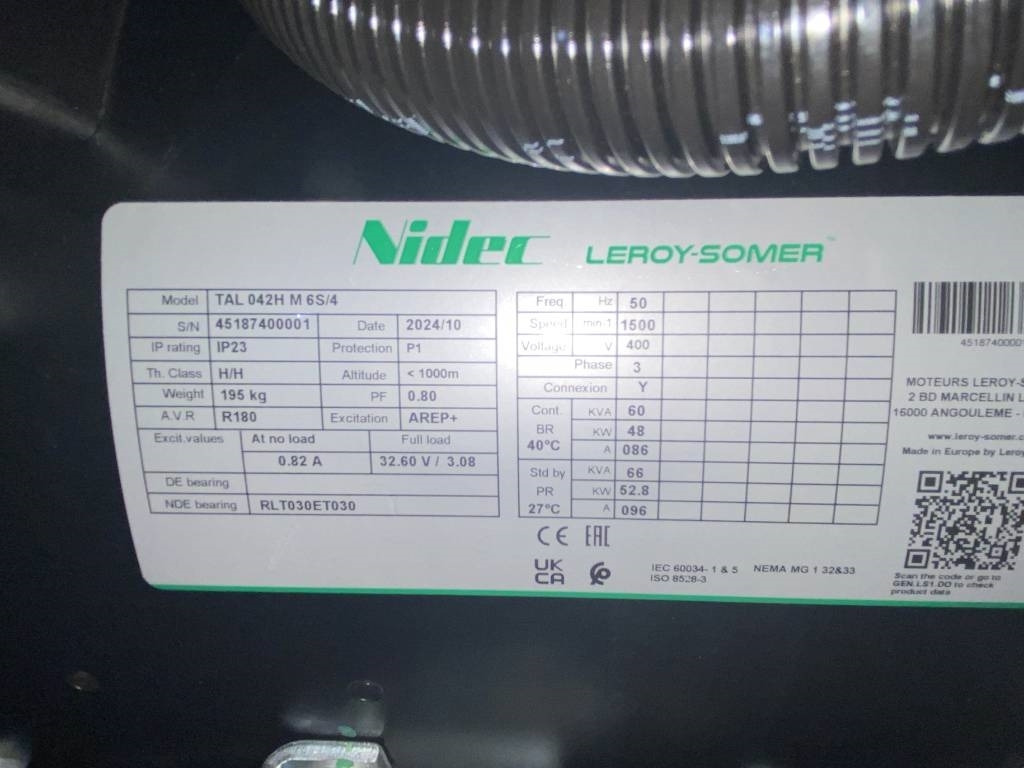 Nidec LEROY-SOMER™
Model TAL 042H M 6S/4
S/N 45187400001 Date 2024/10
IP rating IP23 Protection P1
Th. Class H/H Altitude < 1000m
Weight 195 kg PF 0.80
A.V.R R180 Excitation AREP+
Excit.values At no load Full load
0.82 A 32.60 V / 3.08
DE bearing
NDE bearing RLT030ET030
Freq. Hz 50
Speed min-1 1500
Voltage V 400
Phase 3
Connexion Y
Cont. KVA 60
BR KW 48
40°C A 086
Std by KVA 66
PR KW 52.8
27°C A 096
CE EAC
UK
CA
IEC 60034- 1 & 5 NEMA MG 1 32&33
ISO 8528-3
4518740000
MOTEURS LEROY-S
2 BD MARCELLIN L
16000 ANGOULEME -
www.leroy-somer.c
Made in Europe by Leroy
Scan the code or go to
GEN.LS1.DO to check
product data